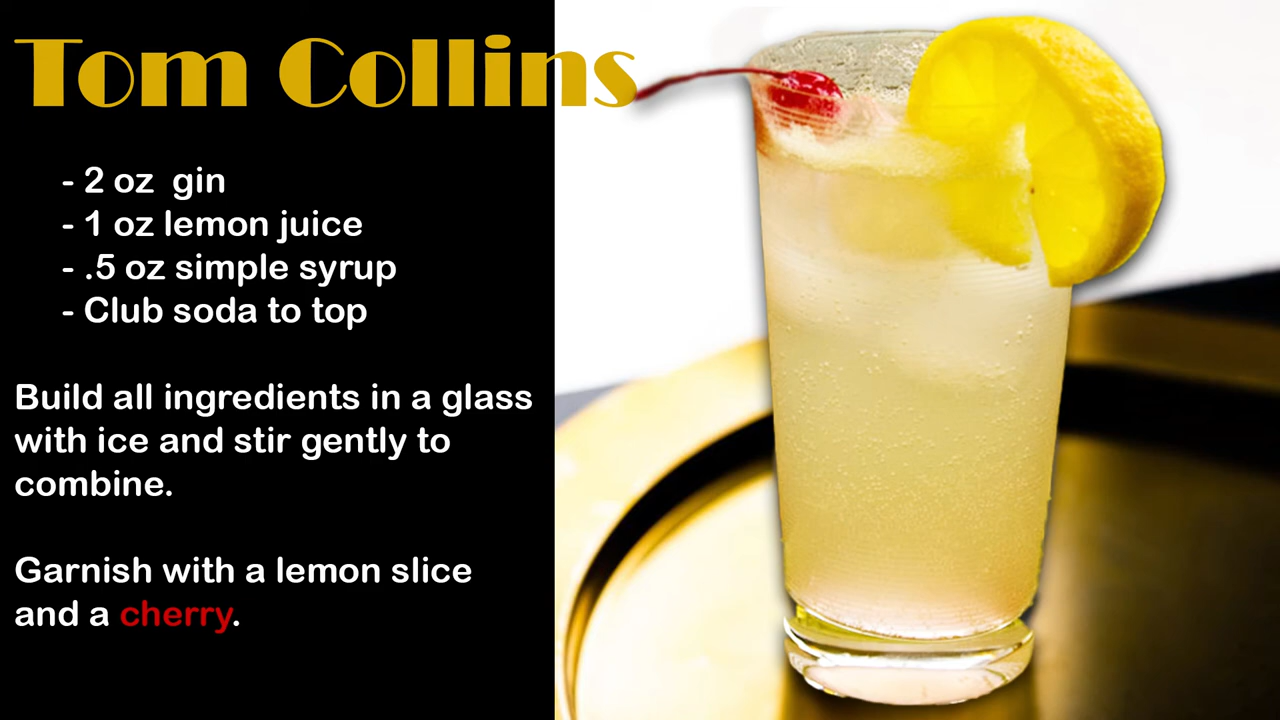 Tom Collins
- 2 oz  gin
- 1 oz lemon juice
- .5 oz simple syrup
- Club soda to top
Build all ingredients in a glass
with ice and stir gently to
combine.
Garnish with a lemon slice
and a cherry.